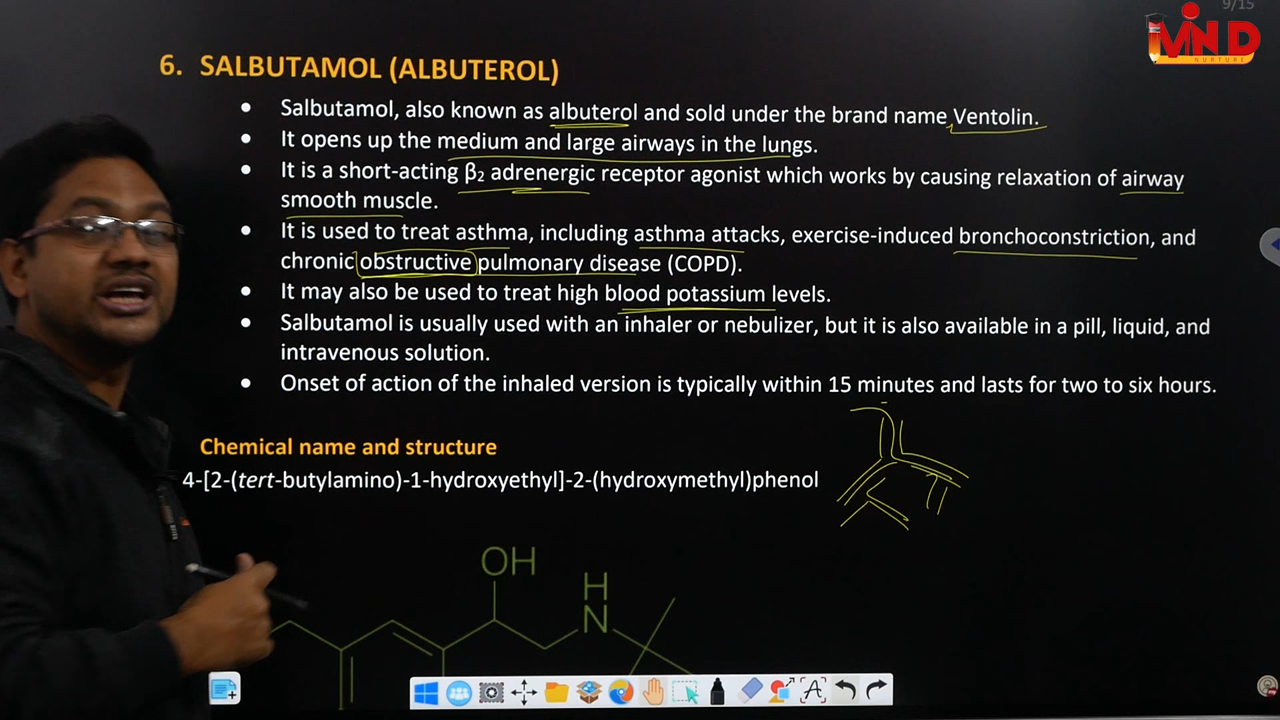 9/15
MIND
NURTURE
6. SALBUTAMOL (ALBUTEROL)
• Salbutamol, also known as albuterol and sold under the brand name Ventolin.
• It opens up the medium and large airways in the lungs.
• It is a short-acting β₂ adrenergic receptor agonist which works by causing relaxation of airway
smooth muscle.
• It is used to treat asthma, including asthma attacks, exercise-induced bronchoconstriction, and
chronic obstructive pulmonary disease (COPD).
• It may also be used to treat high blood potassium levels.
• Salbutamol is usually used with an inhaler or nebulizer, but it is also available in a pill, liquid, and
intravenous solution.
• Onset of action of the inhaled version is typically within 15 minutes and lasts for two to six hours.
Chemical name and structure
4-[2-(tert-butylamino)-1-hydroxyethyl]-2-(hydroxymethyl)phenol
OH
H
N
A